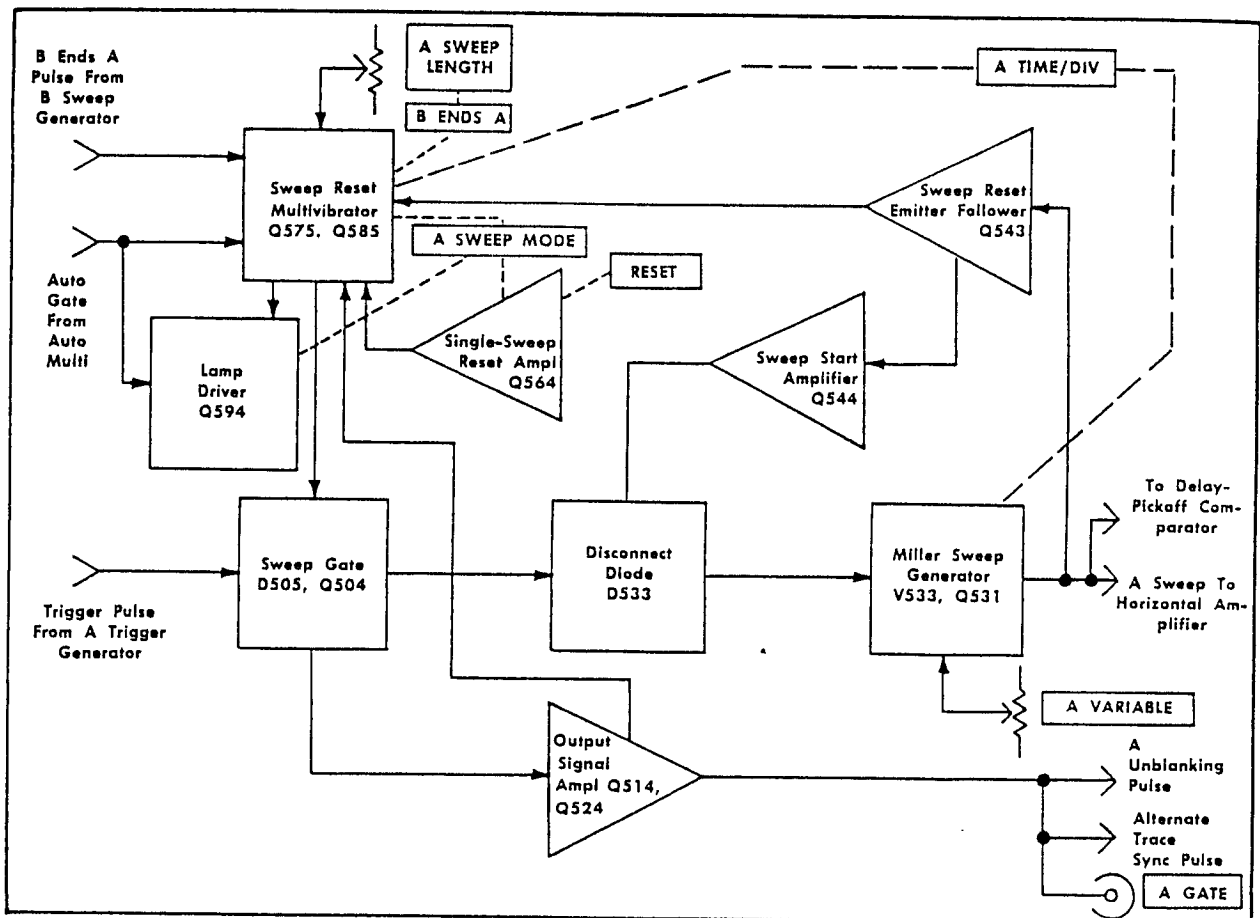 B Ends A
Pulse From
B Sweep
Generator
A SWEEP
LENGTH
B ENDS A
A TIME/DIV
Sweep Reset
Multivibrator
Q575, Q585
Sweep Reset
Emitter Follower
Q543
A SWEEP MODE
RESET
Auto
Gate
From
Auto
Multi
Lamp
Driver
Q594
Single-Sweep
Reset Ampl
Q564
Sweep Start
Amplifier
Q544
To Delay-
Pickaff Com-
parator
Sweep Gate
D505, Q504
Disconnect
Diode
D533
Miller Sweep
Generator
V533, Q531
A Sweep To
Horizontal Am-
plifier
Trigger Pulse
From A Trigger
Generator
A VARIABLE
Output
Signal
Ampl Q514,
Q524
A
Unblanking
Pulse
Alternate
Trace
Sync Pulse
A GATE